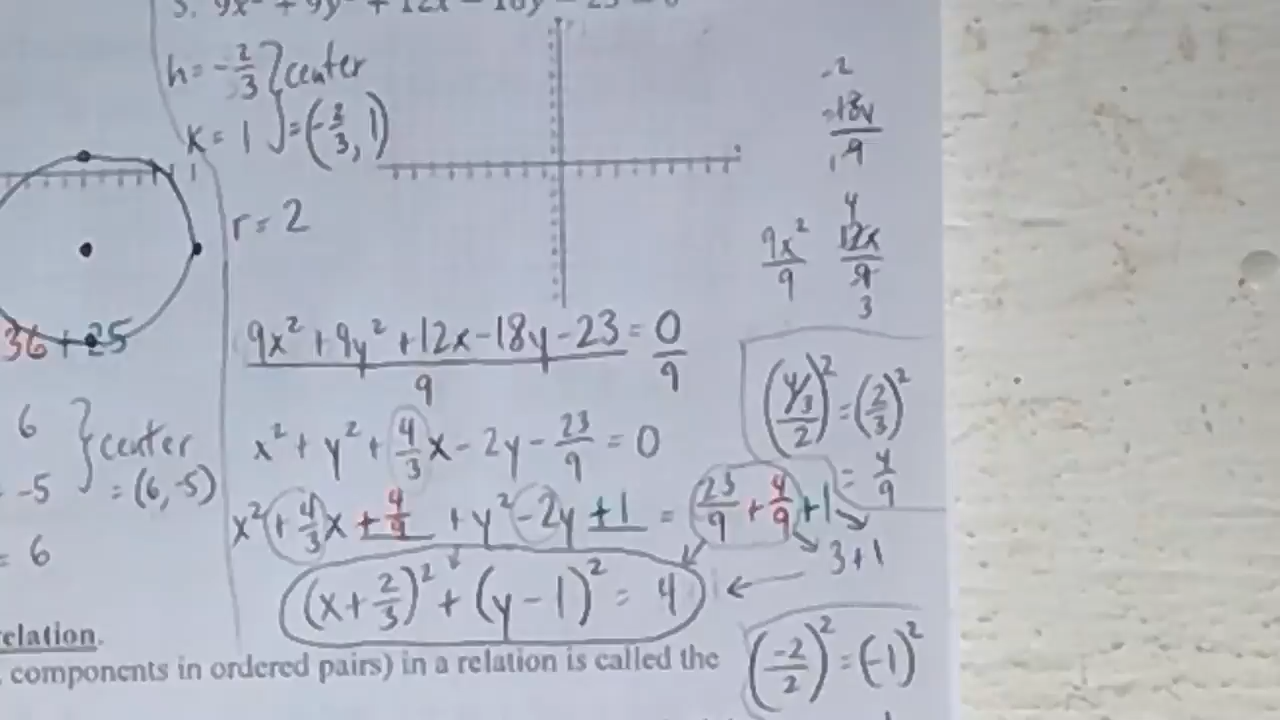 h = -2/3 } center
k = 1 } = (-2/3, 1)
r = 2
-2
-18y/9
9x²/9
4
12x/9
3
36 + 25
9x² + 9y² + 12x - 18y - 23 = 0
9
9
x² + y² + 4/3 x - 2y - 23/9 = 0
x² + 4/3 x + 4/9 + y² - 2y + 1 = 23/9 + 4/9 + 1
3 + 1
(x + 2/3)² + (y - 1)² = 4
(4/3/2)² = (2/3)²
= 4/9
(-2/2)² = (-1)²
6 } center
-5 } = (6, -5)
= 6
elation.
components in ordered pairs) in a relation is called the